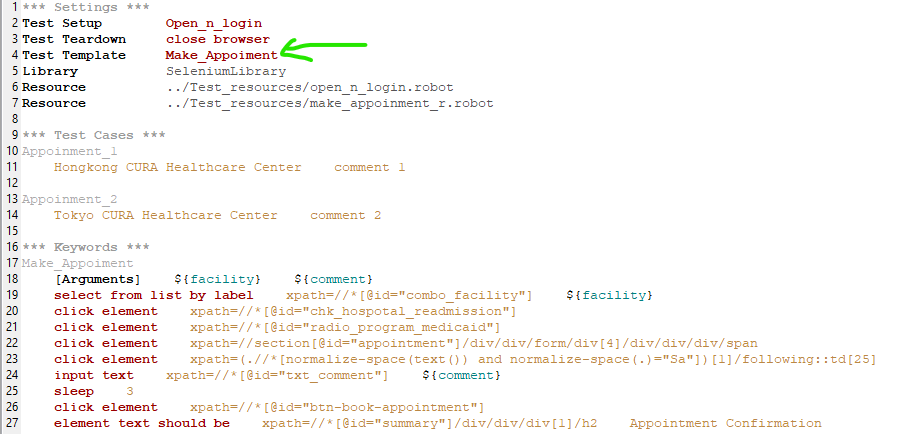 1 *** Settings ***
2 Test Setup Open_n_login
3 Test Teardown close browser
4 Test Template Make_Appoiment
5 Library SeleniumLibrary
6 Resource ../Test_resources/open_n_login.robot
7 Resource ../Test_resources/make_appoinment_r.robot
8
9 *** Test Cases ***
10 Appoinment_1
11 Hongkong CURA Healthcare Center comment 1
12
13 Appoinment_2
14 Tokyo CURA Healthcare Center comment 2
15
16 *** Keywords ***
17 Make_Appoiment
18 [Arguments] ${facility} ${comment}
19 select from list by label xpath=//*[@id="combo_facility"] ${facility}
20 click element xpath=//*[@id="chk_hospotal_readmission"]
21 click element xpath=//*[@id="radio_program_medicaid"]
22 click element xpath=//section[@id="appointment"]/div/div/form/div[4]/div/div/div/span
23 click element xpath=(.//*[normalize-space(text()) and normalize-space(.)="Sa"])[1]/following::td[25]
24 input text xpath=//*[@id="txt_comment"] ${comment}
25 sleep 3
26 click element xpath=//*[@id="btn-book-appointment"]
27 element text should be xpath=//*[@id="summary"]/div/div/div[1]/h2 Appointment Confirmation